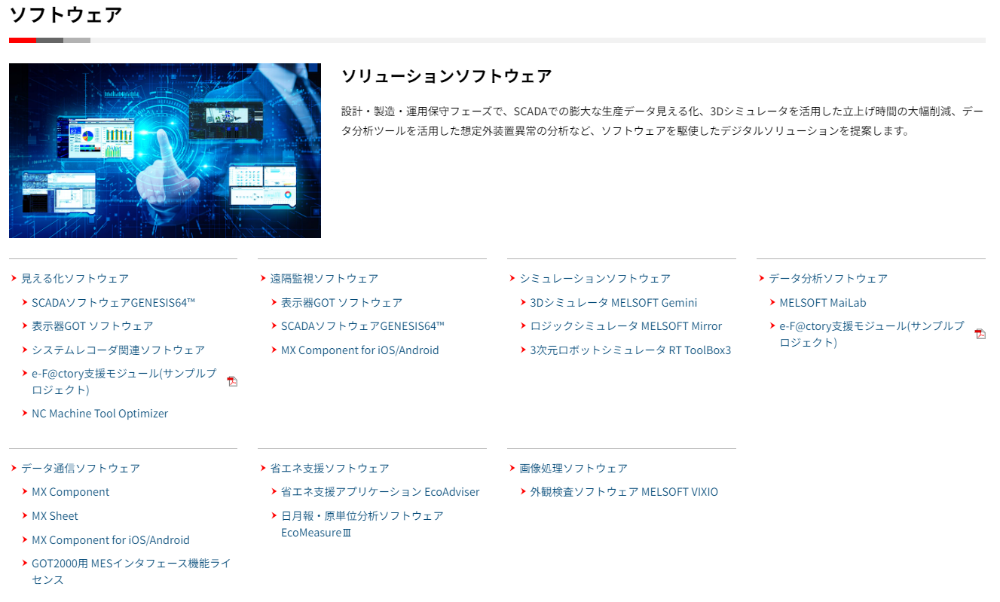 ソフトウェア
ソリューションソフトウェア
設計・製造・運用保守フェーズで、SCADAでの膨大な生産データ見える化、3Dシミュレータを活用した立上げ時間の大幅削減、デー
タ分析ツールを活用した想定外装置異常の分析など、ソフトウェアを駆使したデジタルソリューションを提案します。
見える化ソフトウェア
SCADAソフトウェアGENESIS64™
表示器GOT ソフトウェア
システムレコーダ関連ソフトウェア
e-F@ctory支援モジュール(サンプルプ
ロジェクト)
NC Machine Tool Optimizer
遠隔監視ソフトウェア
表示器GOT ソフトウェア
SCADAソフトウェアGENESIS64™
MX Component for iOS/Android
シミュレーションソフトウェア
3Dシミュレータ MELSOFT Gemini
ロジックシミュレータ MELSOFT Mirror
3次元ロボットシミュレータ RT ToolBox3
データ分析ソフトウェア
MELSOFT MaiLab
e-F@ctory支援モジュール(サンプルプ
ロジェクト)
データ通信ソフトウェア
MX Component
MX Sheet
MX Component for iOS/Android
GOT2000用 MESインタフェース機能ライ
センス
省エネ支援ソフトウェア
省エネ支援アプリケーション EcoAdviser
日月報・原単位分析ソフトウェア
EcoMeasureⅢ
画像処理ソフトウェア
外観検査ソフトウェア MELSOFT VIXIO